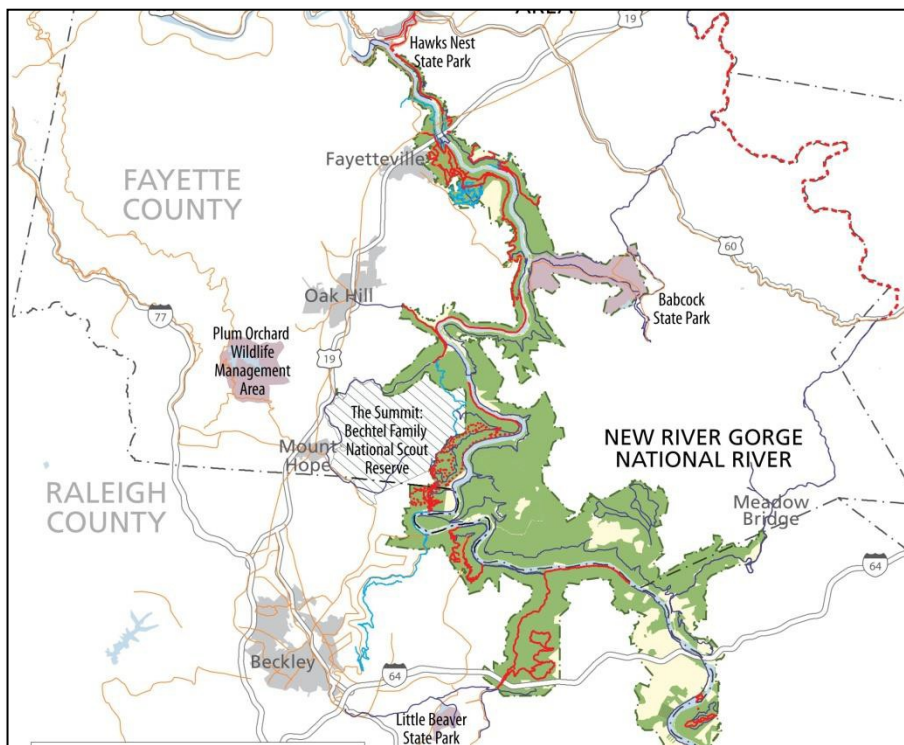 AREA
19
Hawks Nest
State Park
Fayetteville
FAYETTE
COUNTY
60
Oak Hill
Babcock
State Park
77
Plum Orchard
Wildlife
Management
Area
19
The Summit:
Bechtel Family
National Scout
Reserve
Mount
Hope
NEW RIVER GORGE
NATIONAL RIVER
RALEIGH
COUNTY
Meadow
Bridge
64
Beckley
64
Little Beaver
State Park